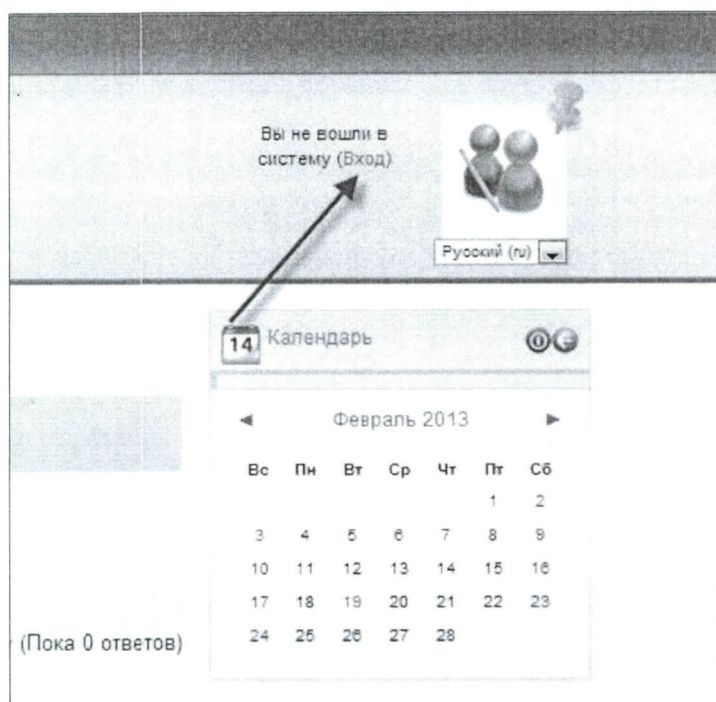 Вы не вошли в
систему (Вход)
Русский (ru)
14 Календарь
Февраль 2013
Вс Пн Вт Ср Чт Пт Сб
1 2
3 4 5 6 7 8 9
10 11 12 13 14 15 16
17 18 19 20 21 22 23
24 25 26 27 28
(Пока 0 ответов)